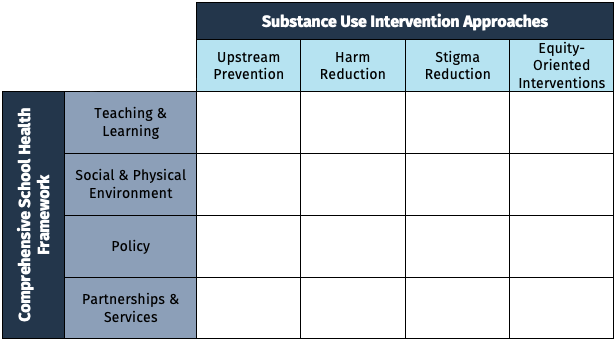 Substance Use Intervention Approaches
Upstream
Prevention
Harm
Reduction
Stigma
Reduction
Equity-
Oriented
Interventions
Comprehensive School Health
Framework
Teaching &
Learning
Social & Physical
Environment
Policy
Partnerships &
Services